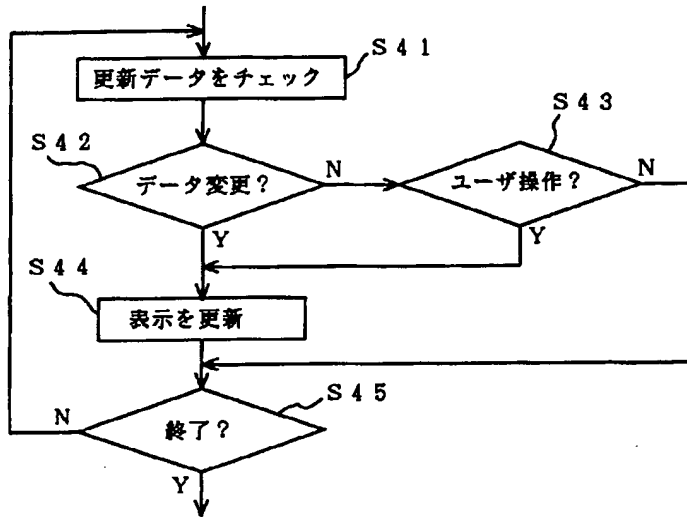 S41
更新データをチェック
S42
データ変更?
N
S43
ユーザ操作?
N
Y
Y
S44
表示を更新
S45
終了?
N
Y